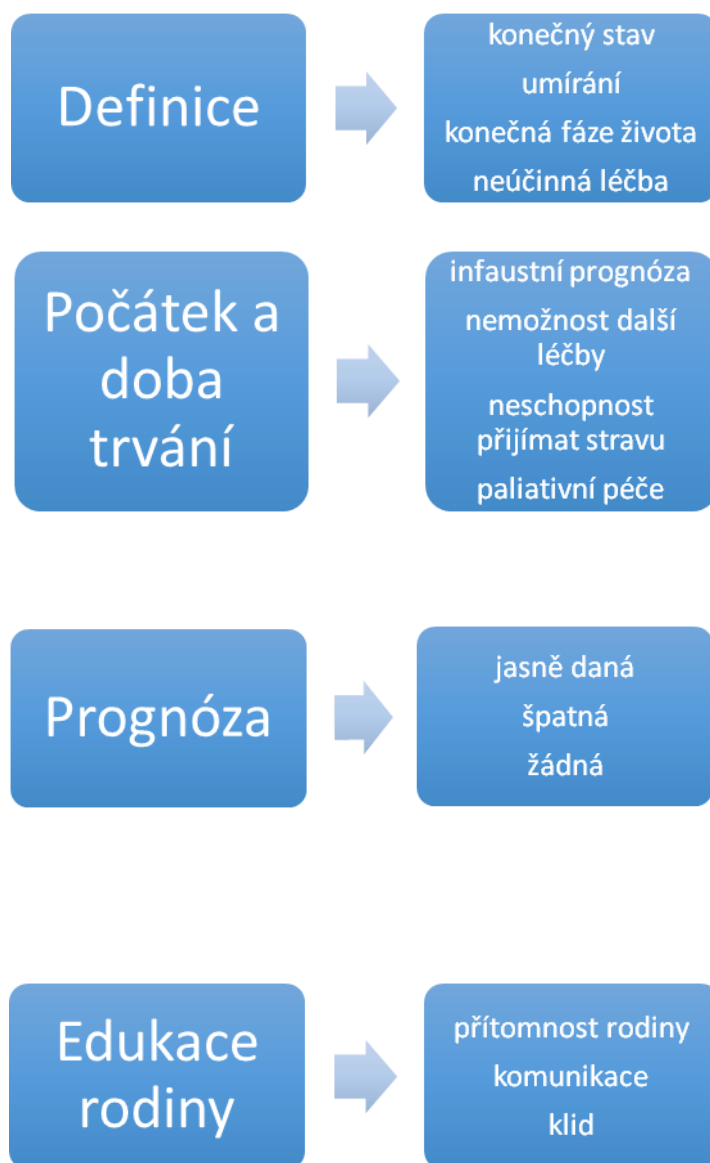 Definice
konečný stav
umírání
konečná fáze života
neúčinná léčba
Počátek a
doba
trvání
infaustní prognóza
nemožnost další
léčby
neschopnost
přijímat stravu
paliativní péče
Prognóza
jasně daná
špatná
žádná
Edukace
rodiny
přítomnost rodiny
komunikace
klid